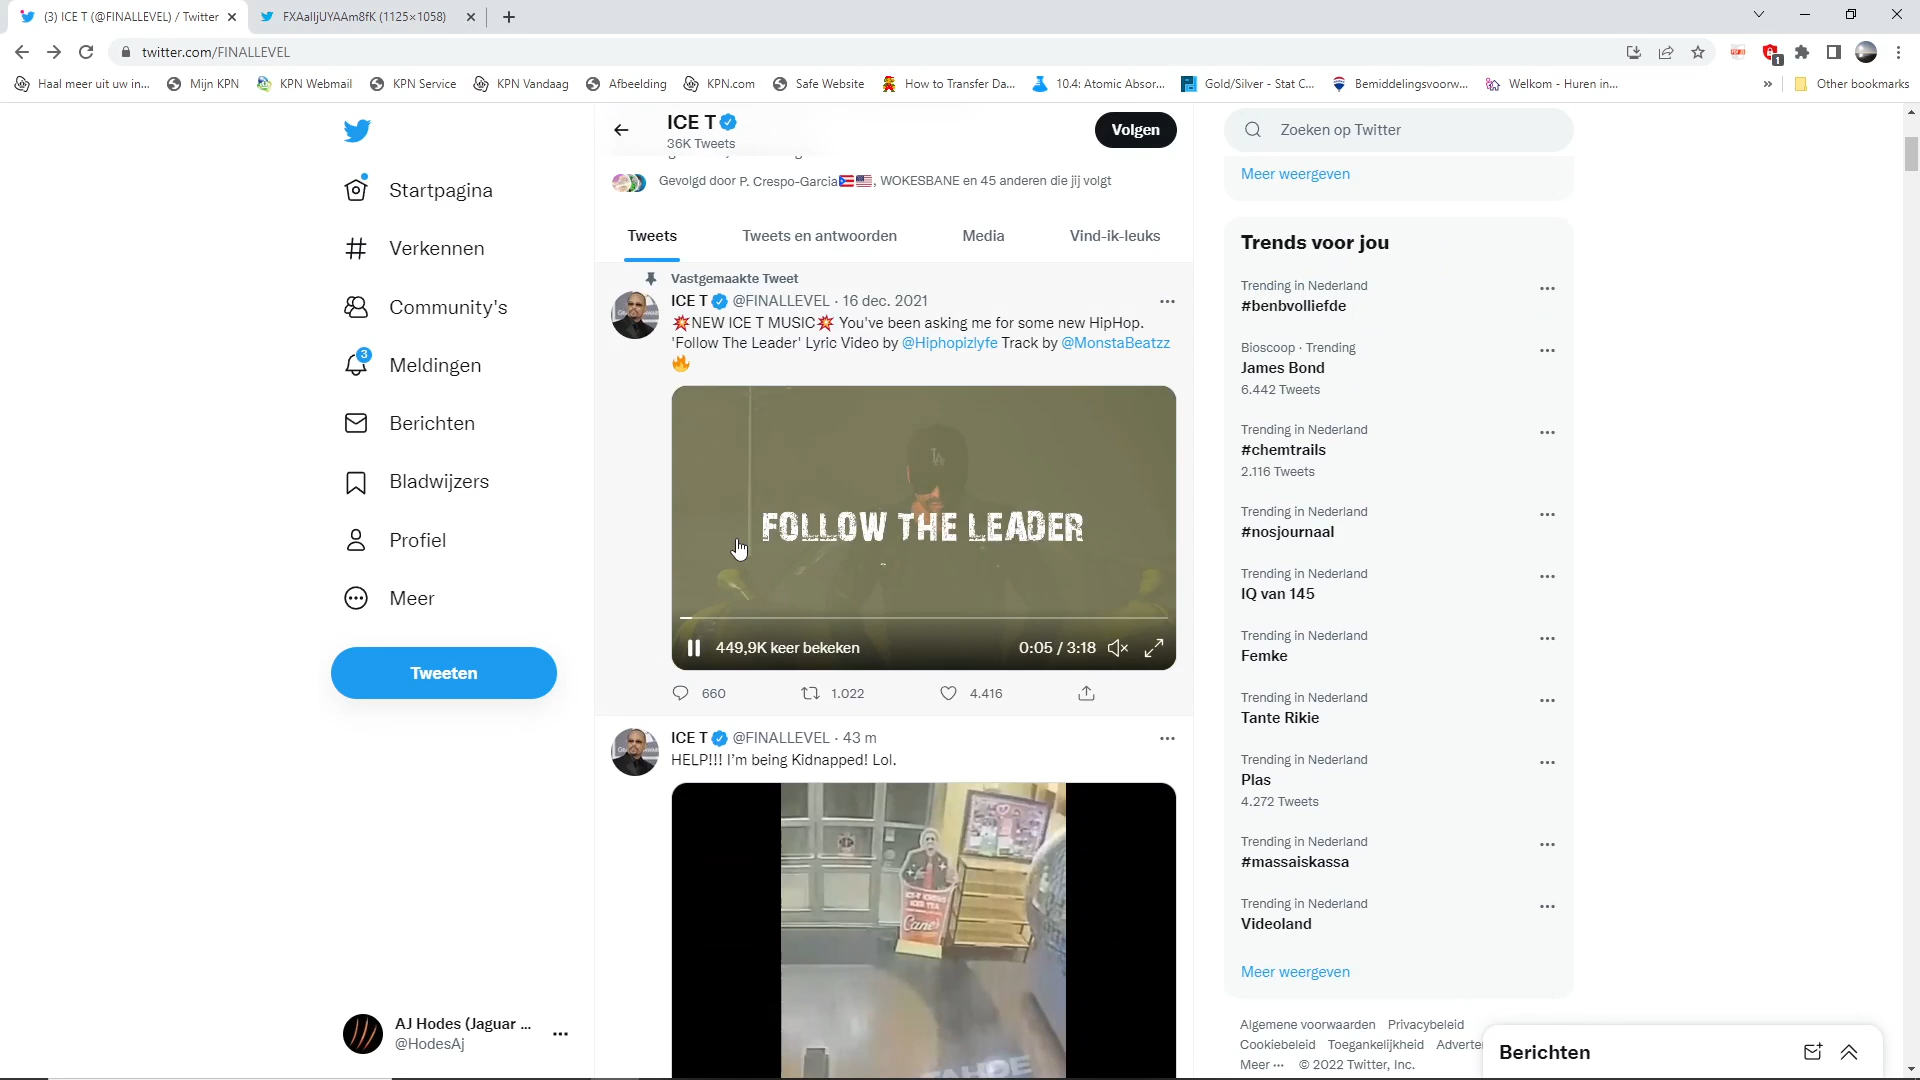 (3) ICE T (@FINALLEVEL) / Twitter
FXAalljUYAAm8fK (1125×1058)
twitter.com/FINALLEVEL
1
Haal meer uit uw in...
Mijn KPN
KPN Webmail
KPN Service
KPN Vandaag
Afbeelding
KPN.com
Safe Website
How to Transfer Da...
10.4: Atomic Absor...
Gold/Silver - Stat C...
Bemiddelingsvoorw...
Welkom - Huren in...
Other bookmarks
Startpagina
Verkennen
Community's
3
Meldingen
Berichten
Bladwijzers
Profiel
Meer
Tweeten
AJ Hodes (Jaguar ...
@HodesAj
ICE T
36K Tweets
Volgen
Gevolgd door P. Crespo-Garcia🇵🇷🇺🇸, WOKESBANE en 45 anderen die jij volgt
Tweets
Tweets en antwoorden
Media
Vind-ik-leuks
Vastgemaakte Tweet
ICE T @FINALLEVEL · 16 dec. 2021
💥NEW ICE T MUSIC💥 You've been asking me for some new HipHop.
'Follow The Leader' Lyric Video by @Hiphopizlyfe Track by @MonstaBeatzz
🔥
LA
FOLLOW THE LEADER
449,9K keer bekeken
0:05 / 3:18
660
1.022
4.416
ICE T @FINALLEVEL · 43 m
HELP!!! I'm being Kidnapped! Lol.
Cane's
TAHOE
Zoeken op Twitter
Meer weergeven
Trends voor jou
Trending in Nederland
#benbvolliefde
Bioscoop · Trending
James Bond
6.442 Tweets
Trending in Nederland
#chemtrails
2.116 Tweets
Trending in Nederland
#nosjournaal
Trending in Nederland
IQ van 145
Trending in Nederland
Femke
Trending in Nederland
Tante Rikie
Trending in Nederland
Plas
4.272 Tweets
Trending in Nederland
#massaiskassa
Trending in Nederland
Videoland
Meer weergeven
Algemene voorwaarden Privacybeleid
Cookiebeleid Toegankelijkheid Adverte
Meer ··· © 2022 Twitter, Inc.
Berichten